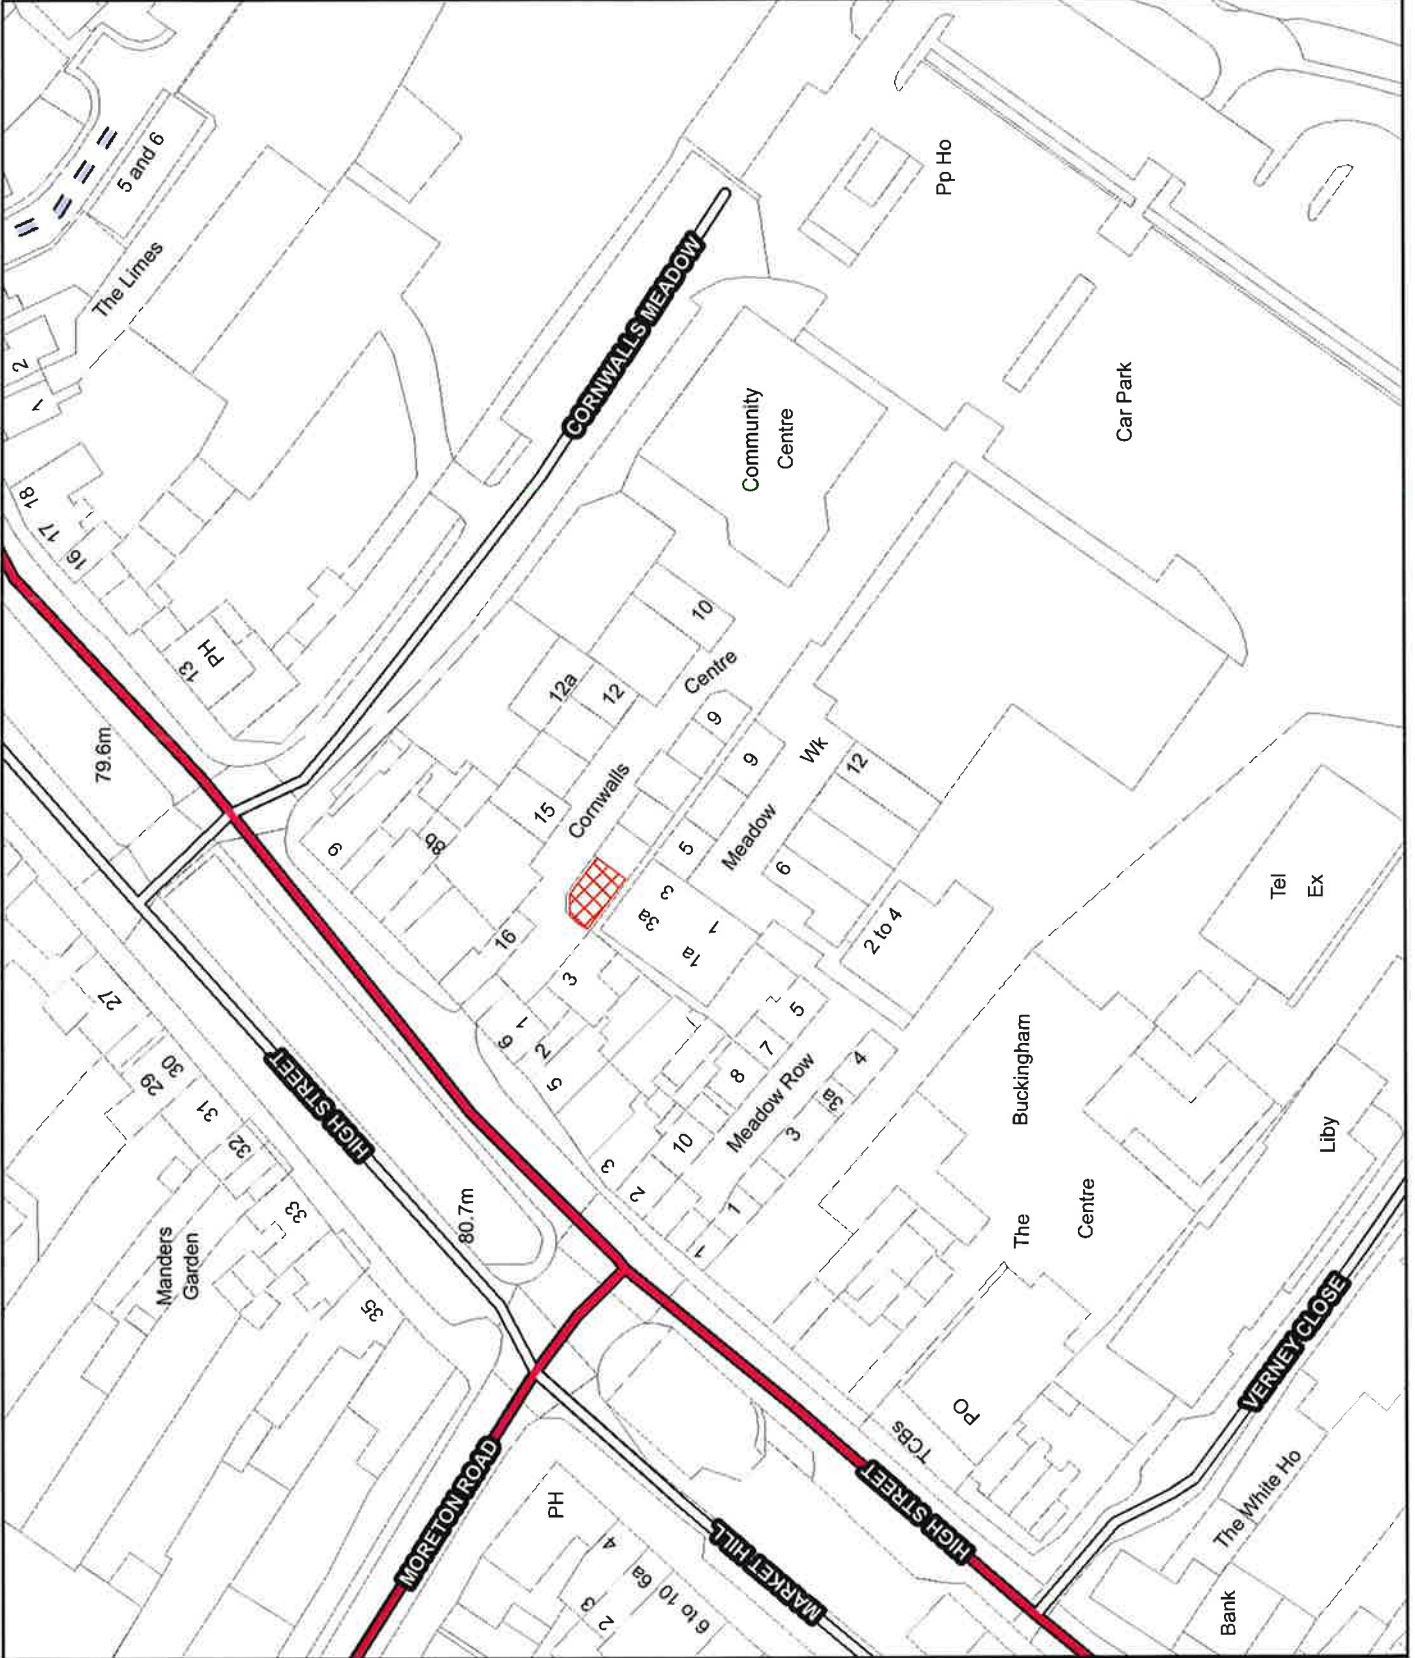 5 and 6
The Limes
2
1
18
17
16
13
PH
79.6m
CORNWALLS MEADOW
Pp Ho
Car Park
Community
Centre
10
12a
12
Centre
9
9
Wk
12
Cornwalls
15
Meadow
5
6
9
8b
3
3a
1
1a
2 to 4
16
3
1
6
2
5
27
30
29
31
32
33
HIGH STREET
Manders
Garden
35
80.7m
5
7
8
Meadow Row
4
3a
3
10
3
2
1
1
Tel
Ex
Buckingham
The
Centre
Liby
MORETON ROAD
PH
4
3
2
6a
6 to 10
MARKET HILL
HIGH STREET
TCBs
PO
VERNEY CLOSE
The White Ho
Bank